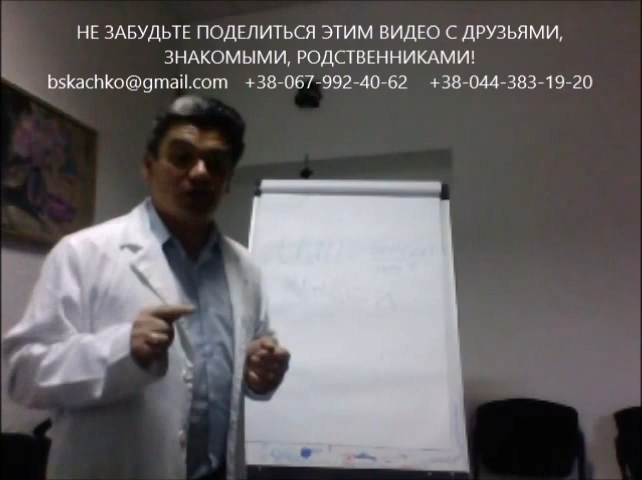 НЕ ЗАБУДЬТЕ ПОДЕЛИТЬСЯ ЭТИМ ВИДЕО С ДРУЗЬЯМИ,
ЗНАКОМЫМИ, РОДСТВЕННИКАМИ!
bskachko@gmail.com +38-067-992-40-62 +38-044-383-19-20